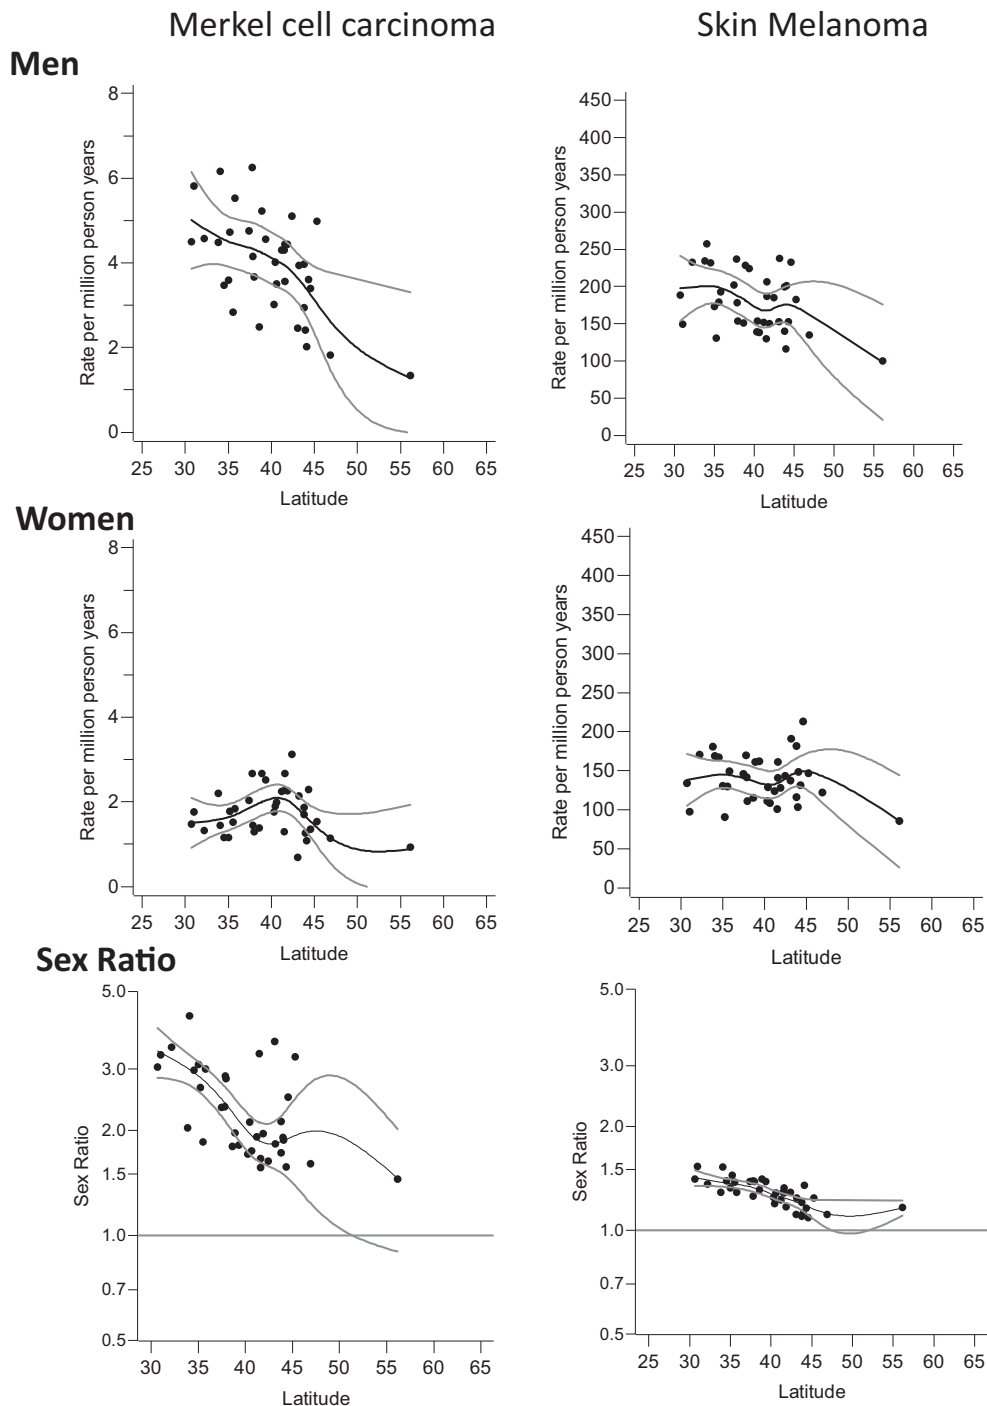 Merkel cell carcinoma Skin Melanoma
Men
Rate per million person years
8
6
4
2
0
25 30 35 40 45 50 55 60 65
Latitude
Rate per million person years
450
400
350
300
250
200
150
100
50
0
25 30 35 40 45 50 55 60 65
Latitude
Women
Rate per million person years
8
6
4
2
0
25 30 35 40 45 50 55 60 65
Latitude
Rate per million person years
450
400
350
300
250
200
150
100
50
0
25 30 35 40 45 50 55 60 65
Latitude
Sex Ratio
Sex Ratio
5.0
3.0
2.0
1.5
1.0
0.7
0.5
30 35 40 45 50 55 60 65
Latitude
Sex Ratio
5.0
3.0
2.0
1.5
1.0
0.7
0.5
25 30 35 40 45 50 55 60 65
Latitude